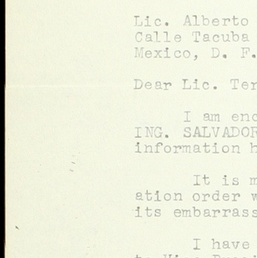 Lic. Alberto
Calle Tacuba
Mexico, D. F.
Dear Lic. Ter
I am enc
ING. SALVADOR
information h
It is m
ation order w
its embarrass
I have